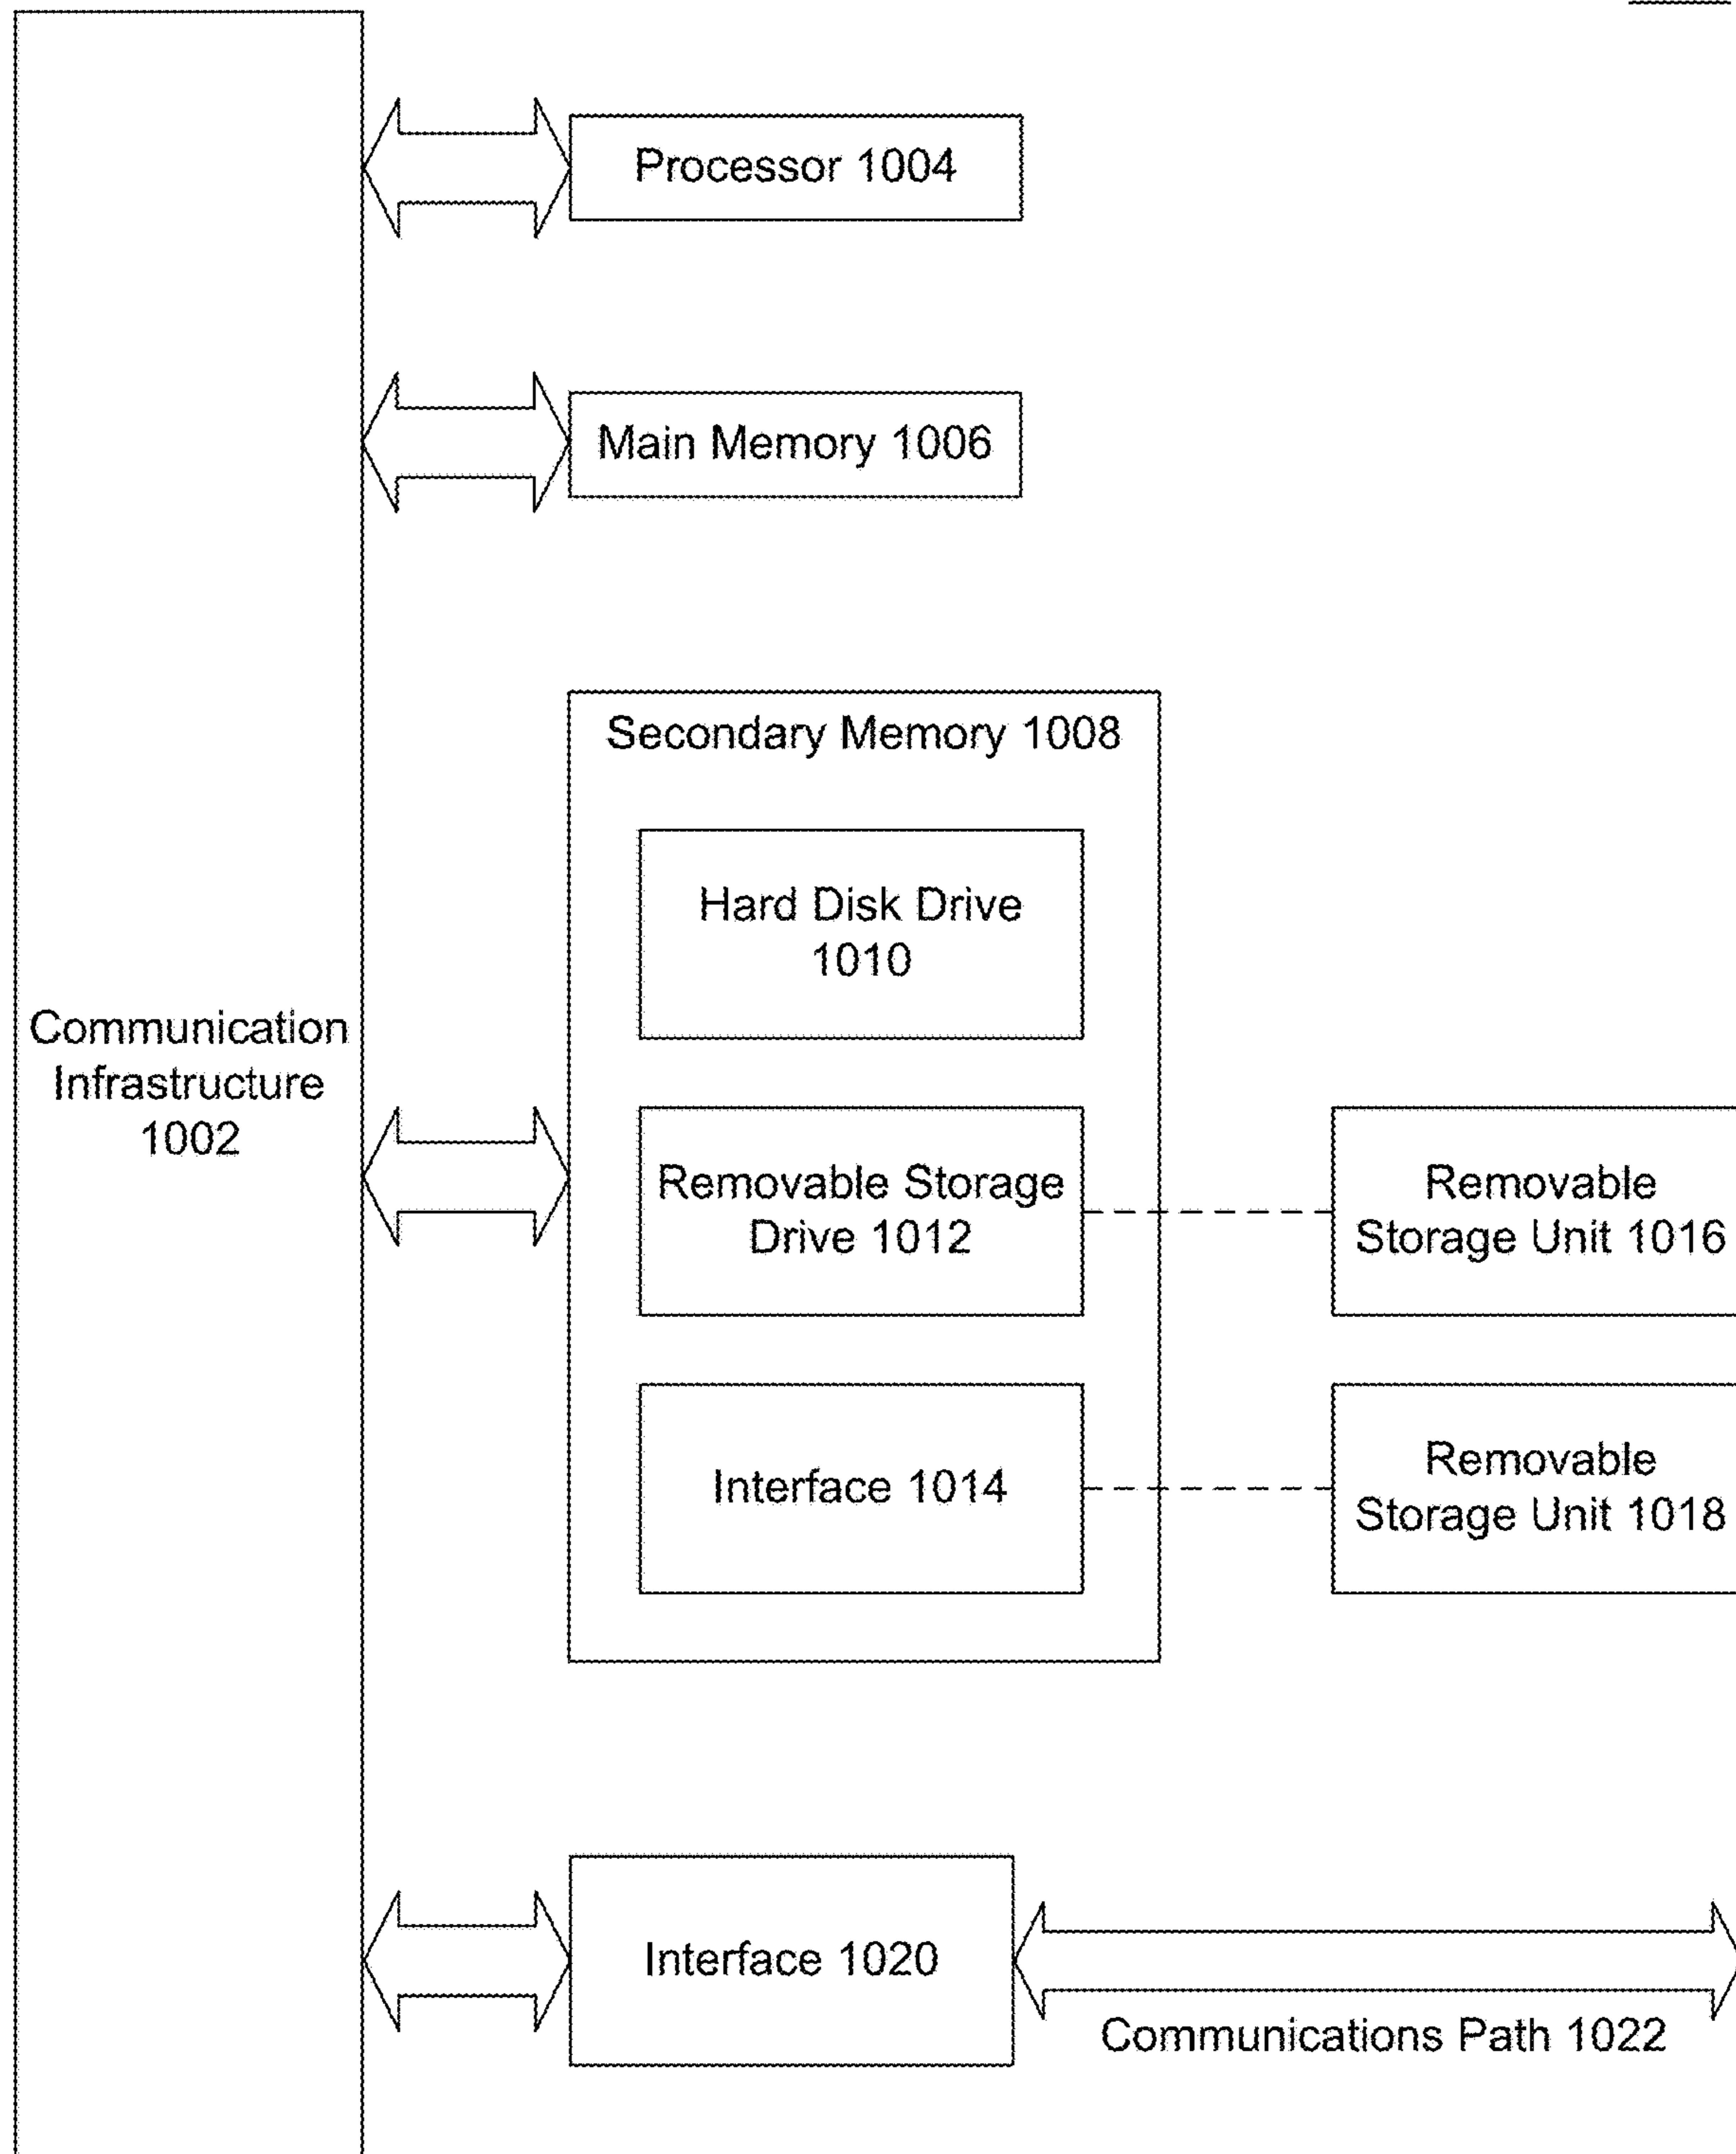 Processor 1004
Main Memory 1006
Secondary Memory 1008
Hard Disk Drive
1010
Communication
Infrastructure
1002
Removable Storage
Drive 1012
Removable
Storage Unit 1016
Interface 1014
Removable
Storage Unit 1018
Interface 1020
Communications Path 1022